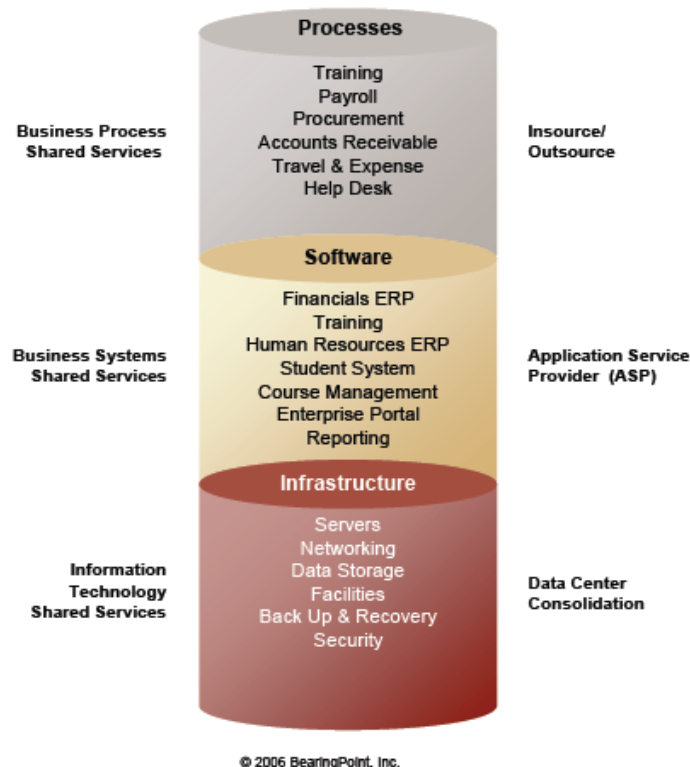 Processes
Training
Payroll
Procurement
Accounts Receivable
Travel & Expense
Help Desk
Business Process
Shared Services
Insource/
Outsource
Software
Financials ERP
Training
Human Resources ERP
Student System
Course Management
Enterprise Portal
Reporting
Business Systems
Shared Services
Application Service
Provider (ASP)
Infrastructure
Servers
Networking
Data Storage
Facilities
Back Up & Recovery
Security
Information
Technology
Shared Services
Data Center
Consolidation
© 2006 BearingPoint, Inc.